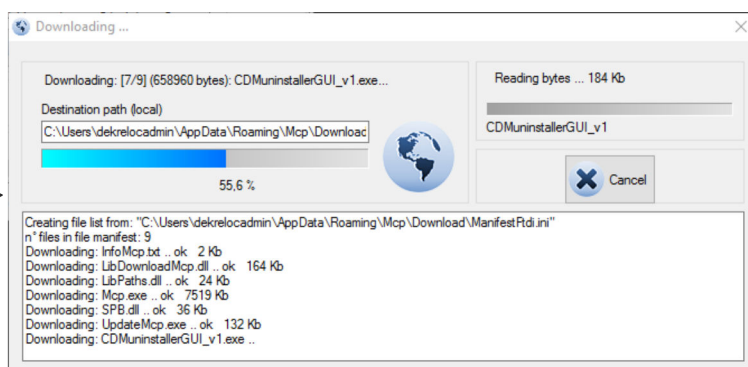 Downloading ...
Downloading: [7/9] (658960 bytes): CDMuninstallerGUI_v1.exe...
Destination path (local)
C:\Users\dekrelocadmin\AppData\Roaming\Mcp\Downloac
55,6 %
Reading bytes ... 184 Kb
CDMuninstallerGUI_v1
Cancel
Creating file list from: "C:\Users\dekrelocadmin\AppData\Roaming\Mcp\Download\ManifestRtdi.ini"
n° files in file manifest: 9
Downloading: InfoMcp.txt .. ok 2 Kb
Downloading: LibDownloadMcp.dll .. ok 164 Kb
Downloading: LibPaths.dll .. ok 24 Kb
Downloading: Mcp.exe .. ok 7519 Kb
Downloading: SPB.dll .. ok 36 Kb
Downloading: UpdateMcp.exe .. ok 132 Kb
Downloading: CDMuninstallerGUI_v1.exe ..